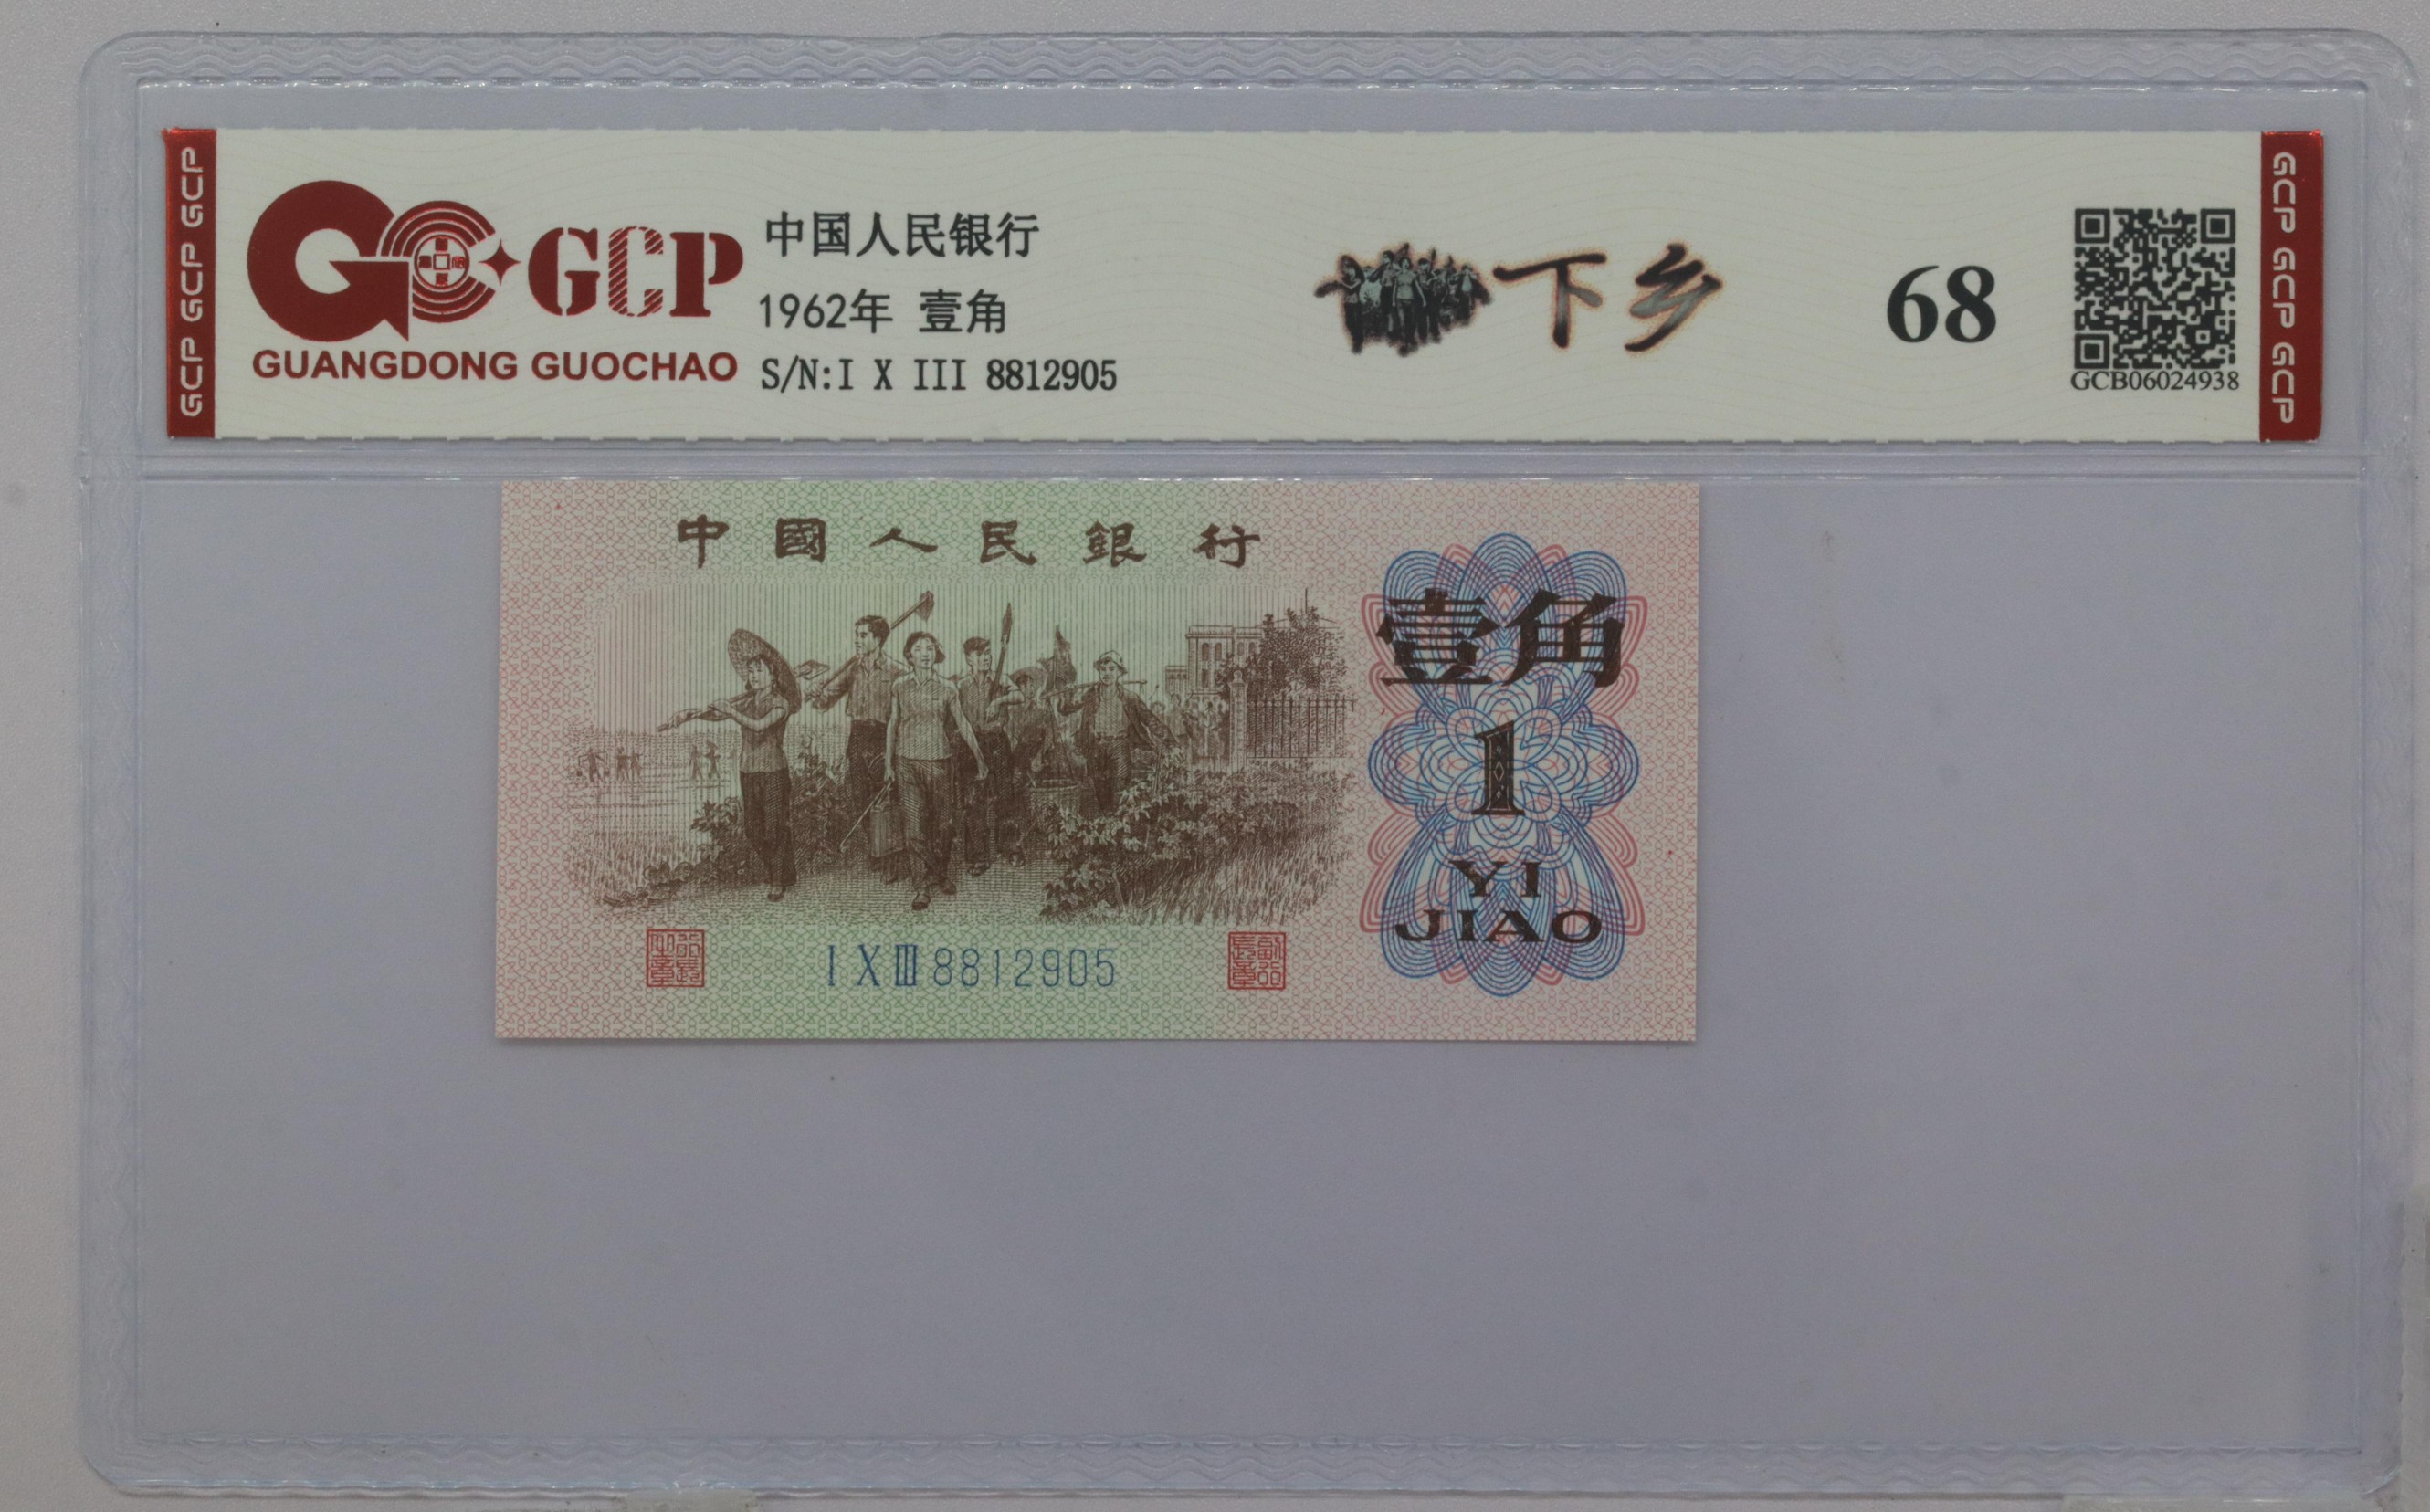 GCP GCP GCP
GCP
GUANGDONG GUOCHAO
中国人民银行
1962年 壹角
S/N:I X III 8812905
下乡
68
GCB06024938
GCP GCP GCP
中國人民銀行
壹角
1
YI
JIAO
I X III 8812905